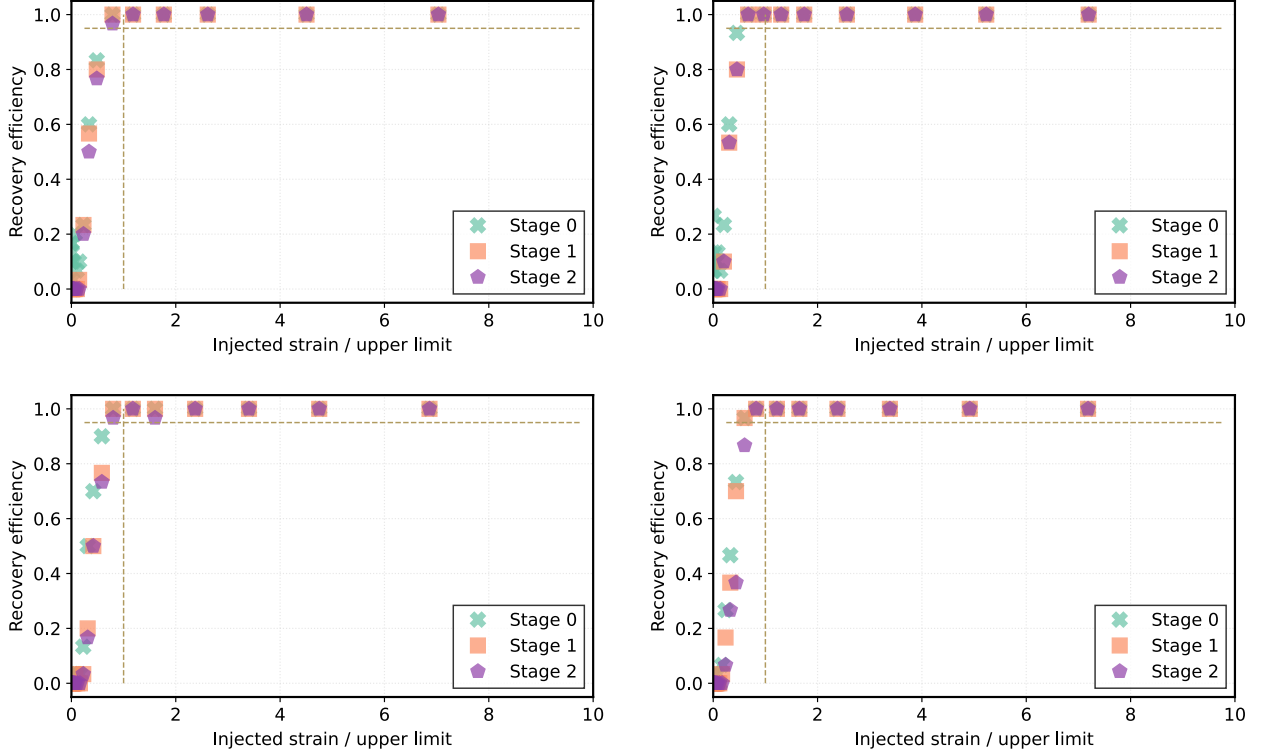 Recovery efficiency
1.0
0.8
0.6
0.4
0.2
0.0
Stage 0
Stage 1
Stage 2
0 2 4 6 8 10
Injected strain / upper limit
Recovery efficiency
1.0
0.8
0.6
0.4
0.2
0.0
Stage 0
Stage 1
Stage 2
0 2 4 6 8 10
Injected strain / upper limit
Recovery efficiency
1.0
0.8
0.6
0.4
0.2
0.0
Stage 0
Stage 1
Stage 2
0 2 4 6 8 10
Injected strain / upper limit
Recovery efficiency
1.0
0.8
0.6
0.4
0.2
0.0
Stage 0
Stage 1
Stage 2
0 2 4 6 8 10
Injected strain / upper limit